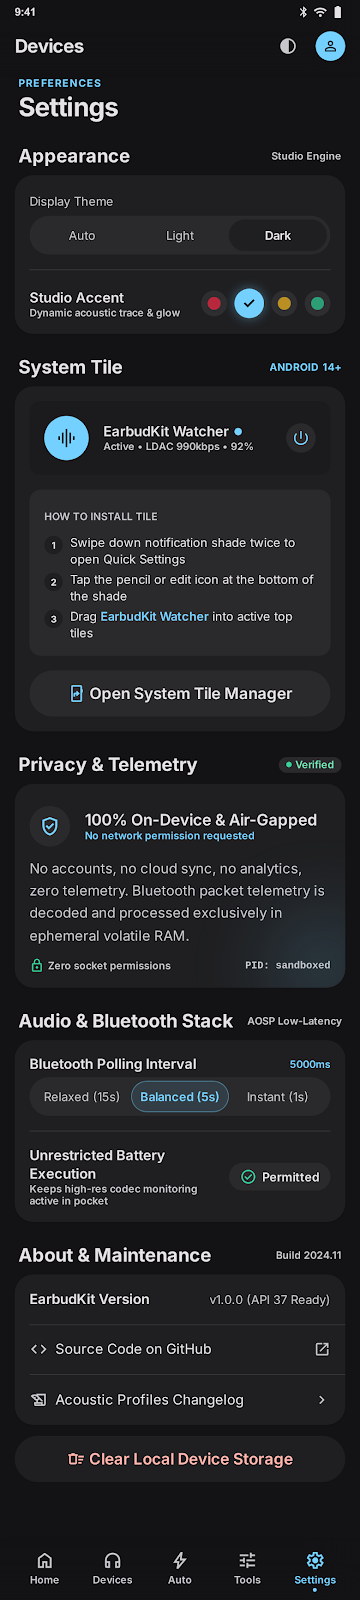 9:41
Devices
PREFERENCES
Settings
Appearance
Studio Engine
Display Theme
Auto
Light
Dark
Studio Accent
Dynamic acoustic trace & glow
System Tile
ANDROID 14+
EarbudKit Watcher
Active • LDAC 990kbps • 92%
HOW TO INSTALL TILE
1 Swipe down notification shade twice to
open Quick Settings
2 Tap the pencil or edit icon at the bottom of
the shade
3 Drag EarbudKit Watcher into active top
tiles
Open System Tile Manager
Privacy & Telemetry
Verified
100% On-Device & Air-Gapped
No network permission requested
No accounts, no cloud sync, no analytics,
zero telemetry. Bluetooth packet telemetry is
decoded and processed exclusively in
ephemeral volatile RAM.
Zero socket permissions
PID: sandboxed
Audio & Bluetooth Stack
AOSP Low-Latency
Bluetooth Polling Interval
5000ms
Relaxed (15s)
Balanced (5s)
Instant (1s)
Unrestricted Battery
Execution
Keeps high-res codec monitoring
active in pocket
Permitted
About & Maintenance
Build 2024.11
EarbudKit Version
v1.0.0 (API 37 Ready)
Source Code on GitHub
Acoustic Profiles Changelog
Clear Local Device Storage
Home
Devices
Auto
Tools
Settings